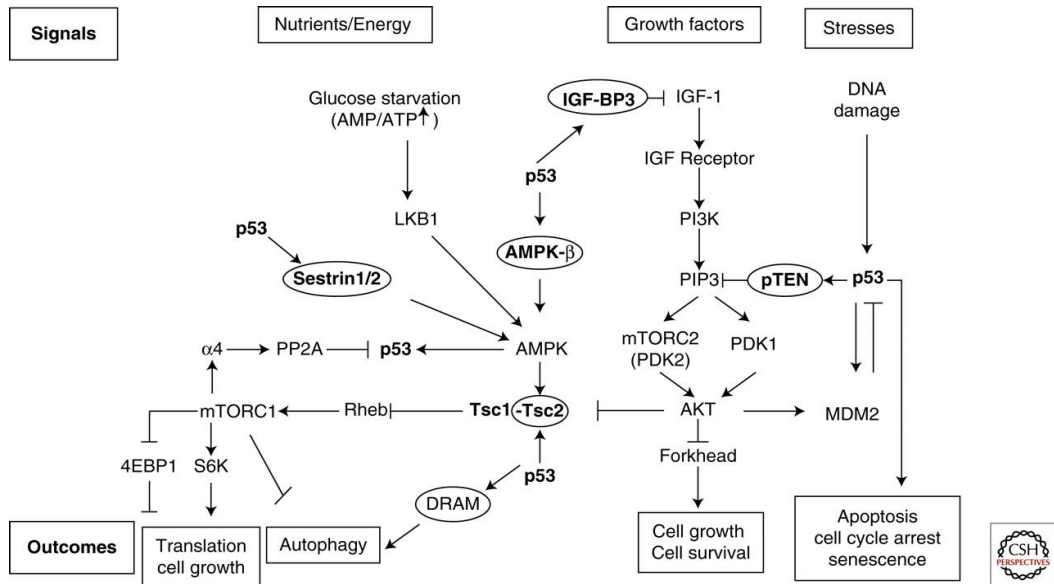 Signals
Nutrients/Energy
Growth factors
Stresses
Glucose starvation
(AMP/ATP↑)
IGF-BP3
IGF-1
DNA
damage
p53
IGF Receptor
LKB1
PI3K
p53
AMPK-β
Sestrin1/2
PIP3
pTEN
p53
α4
PP2A
p53
AMPK
mTORC2
(PDK2)
PDK1
mTORC1
Rheb
Tsc1-Tsc2
AKT
MDM2
4EBP1
S6K
p53
Forkhead
DRAM
Outcomes
Translation
cell growth
Autophagy
Cell growth
Cell survival
Apoptosis
cell cycle arrest
senescence
CSH
PERSPECTIVES